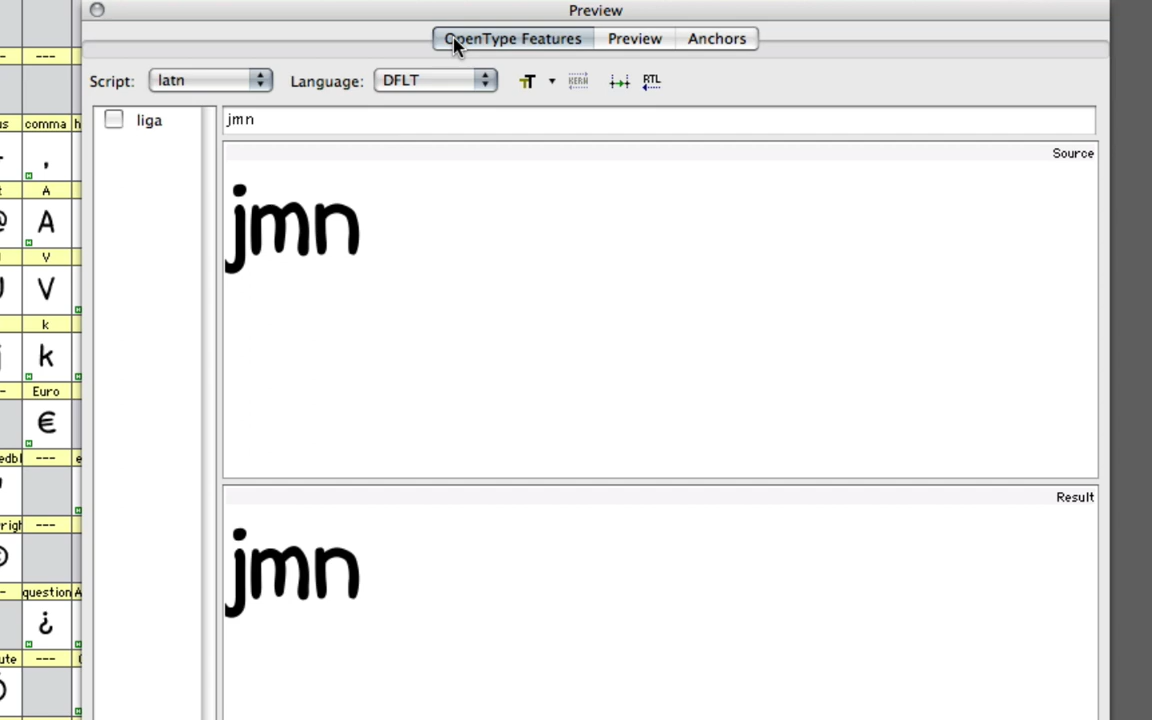 Preview
OpenType Features Preview Anchors
Script: latn Language: DFLT KERN RTL
liga
jmn
Source
jmn
Result
jmn
---
comma
,
A
A
V
V
k
k
Euro
€
---
---
question
¿
---